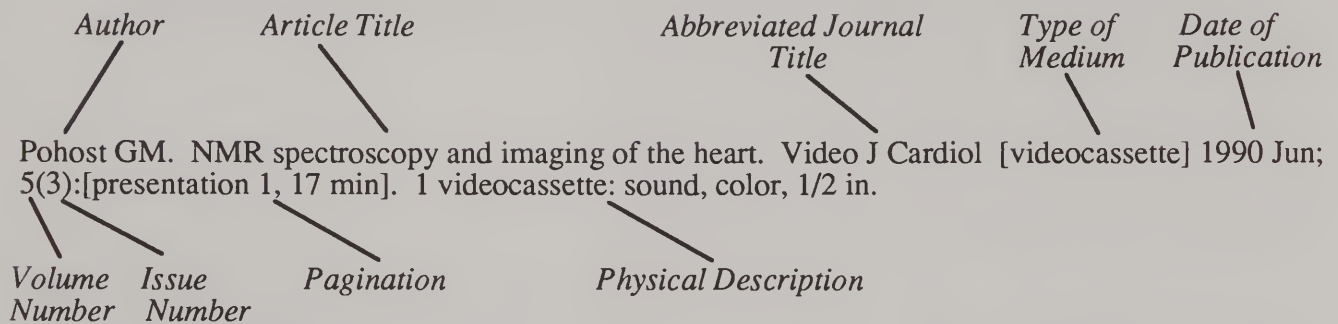 Author Article Title Abbreviated Journal Type of Date of
Title Medium Publication
Pohost GM. NMR spectroscopy and imaging of the heart. Video J Cardiol [videocassette] 1990 Jun;
5(3):[presentation 1, 17 min]. 1 videocassette: sound, color, 1/2 in.
Volume Issue Pagination Physical Description
Number Number